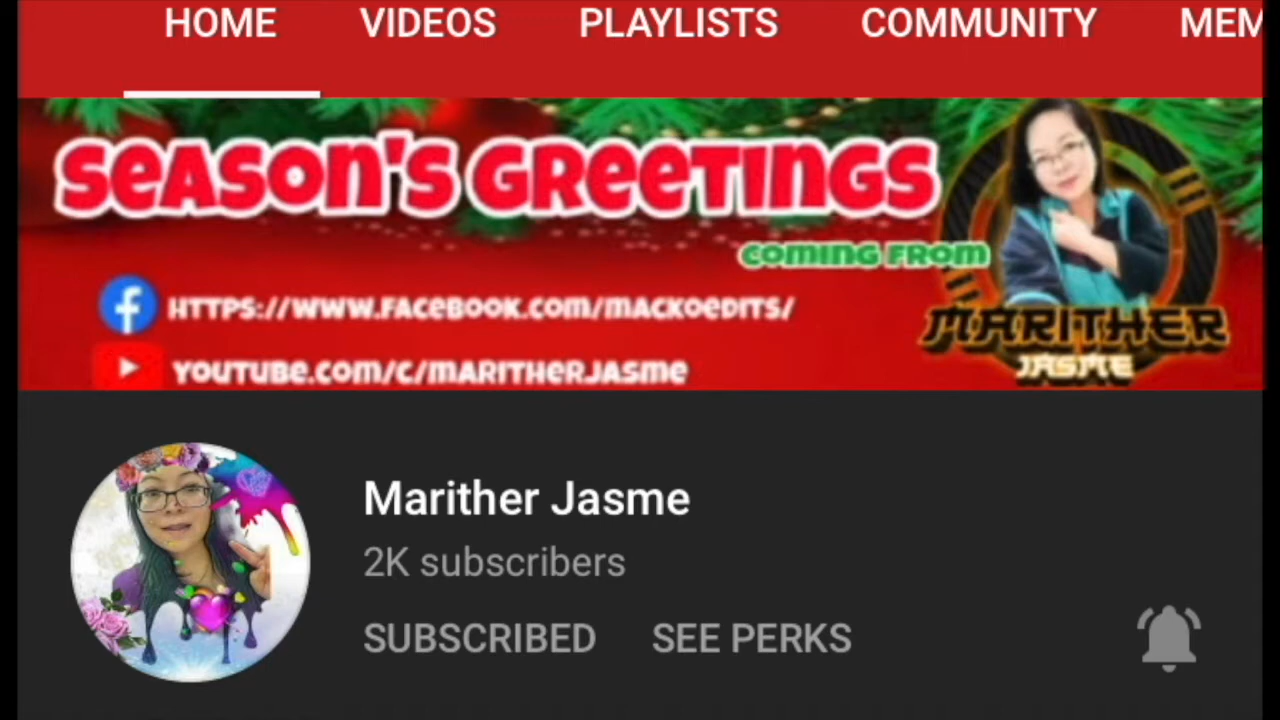 HOME VIDEOS PLAYLISTS COMMUNITY MEM
SEASON'S GREETINGS
COMING FROM
HTTPS://WWW.FACEBOOK.COM/MACKOEDITS/
YOUTUBE.COM/C/MARITHERJASME
MARITHER
JASME
Marither Jasme
2K subscribers
SUBSCRIBED SEE PERKS